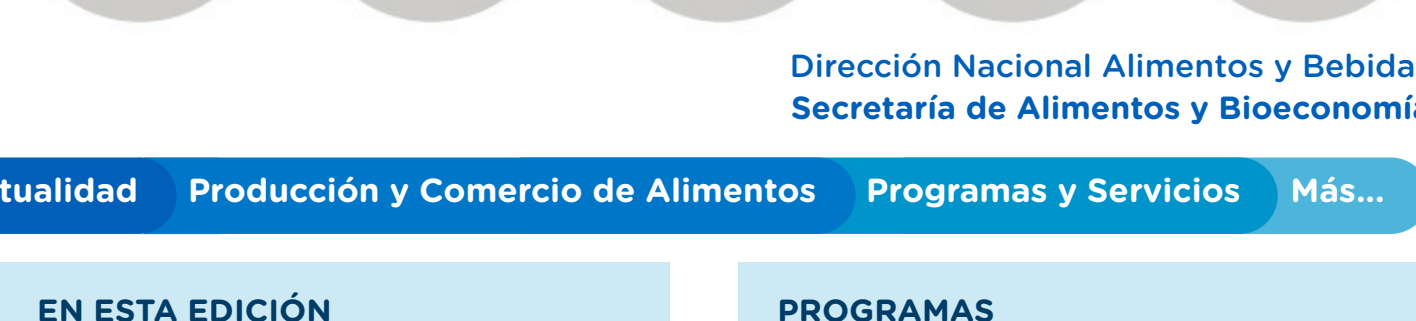 Dirección Nacional Alimentos y Bebida
Secretaría de Alimentos y Bioeconomía
tualidad Producción y Comercio de Alimentos Programas y Servicios Más...
EN ESTA EDICIÓN
PROGRAMAS